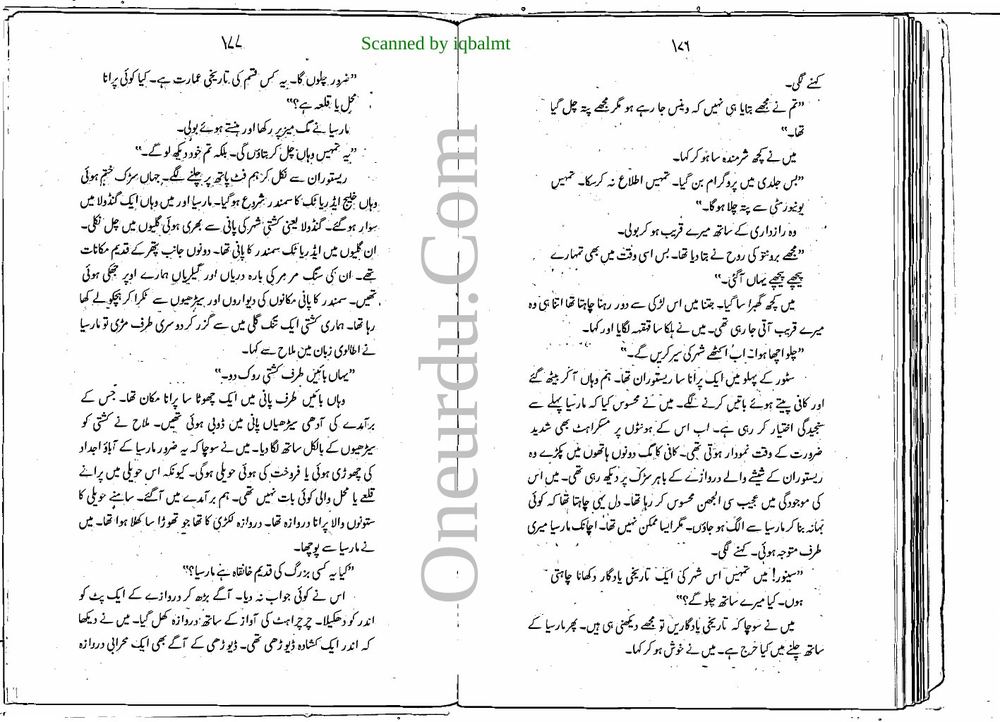 Scanned by iqbalmt
۱۷۶
کہنے لگی۔
”تم نے مجھے بتایا ہی نہیں کہ وینس جا رہے ہو مگر مجھے پتہ چل گیا
تھا۔“
میں نے کچھ شرمندہ سا ہو کر کہا۔
”بس جلدی میں پروگرام بن گیا۔ تمہیں اطلاع نہ کر سکا۔ تمہیں
یونیورسٹی سے پتہ چلا ہوگا۔“
وہ رازداری کے ساتھ میرے قریب ہو کر بولی۔
”مجھے برونٹو کی روح نے بتا دیا تھا۔ بس اسی وقت میں بھی تمہارے
پیچھے پیچھے یہاں آگئی۔“
میں کچھ گھبرا سا گیا۔ جتنا میں اس لڑکی سے دور رہنا چاہتا تھا اتنا ہی وہ
میرے قریب آتی جا رہی تھی۔ میں نے ہلکا سا قہقہہ لگایا اور کہا۔
”چلو اچھا ہوا۔ اب اکٹھے شہر کی سیر کریں گے۔“
سٹور کے پہلو میں ایک پرانا سا ریستوران تھا۔ ہم وہاں آکر بیٹھ گئے
اور کافی پیتے ہوئے باتیں کرنے لگے۔ میں نے محسوس کیا کہ مارسیا پہلے سے
سنجیدگی اختیار کر رہی ہے۔ اب اس کے ہونٹوں پر مسکراہٹ بھی شدید
ضرورت کے وقت نمودار ہوتی تھی۔ کافی کا مگ دونوں ہاتھوں میں پکڑے وہ
ریستوران کے شیشے والے دروازے کے باہر سڑک پر دیکھ رہی تھی۔ میں اس
کی موجودگی میں عجیب سی الجھن محسوس کر رہا تھا۔ دل یہی چاہتا تھا کہ کوئی
بہانہ بنا کر مارسیا سے الگ ہو جاؤں۔ مگر ایسا ممکن نہیں تھا۔ اچانک مارسیا میری
طرف متوجہ ہوئی۔ کہنے لگی۔
”سینور! میں تمہیں اس شہر کی ایک تاریخی یادگار دکھانا چاہتی
ہوں۔ کیا میرے ساتھ چلو گے؟“
میں نے سوچا کہ تاریخی یادگاریں تو مجھے دیکھنی ہی ہیں۔ پھر مارسیا کے
ساتھ چلنے میں کیا حرج ہے۔ میں نے خوش ہو کر کہا۔
۱۷۷
”ضرور چلوں گا۔ یہ کس قسم کی تاریخی عمارت ہے۔ کیا کوئی پرانا
محل یا قلعہ ہے؟“
مارسیا نے مگ میز پر رکھا اور ہنستے ہوئے بولی۔
”یہ تمہیں وہاں چل کر بتاؤں گی۔ بلکہ تم خود دیکھ لو گے۔“
ریستوران سے نکل کر ہم فٹ پاتھ پر چلنے لگے۔ جہاں سڑک ختم ہوئی
وہاں خلیج ایڈریاٹک کا سمندر شروع ہو گیا۔ مارسیا اور میں وہاں ایک گنڈولا میں
سوار ہو گئے۔ گنڈولا یعنی کشتی شہر کی پانی سے بھری ہوئی گلیوں میں چل نکلی۔
ان گلیوں میں ایڈریاٹک سمندر کا پانی تھا۔ دونوں جانب پتھر کے قدیم مکانات
تھے۔ ان کی سنگ مرمر کی بارہ دریاں اور گیلریاں ہمارے اوپر جھکی ہوئی
تھیں۔ سمندر کا پانی مکانوں کی دیواروں اور سیڑھیوں سے ٹکرا کر ہچکولے کھا
رہا تھا۔ ہماری کشتی ایک تنگ گلی میں سے گزر کر دوسری طرف مڑی تو مارسیا
نے اطالوی زبان میں ملاح سے کہا۔
”یہاں بائیں طرف کشتی روک دو۔“
وہاں بائیں طرف پانی میں ایک چھوٹا سا پرانا مکان تھا۔ جس کے
برآمدے کی آدھی سیڑھیاں پانی میں ڈوبی ہوئی تھیں۔ ملاح نے کشتی کو
سیڑھیوں کے بالکل ساتھ لگا دیا۔ میں نے سوچا کہ یہ ضرور مارسیا کے آباؤ اجداد
کی چھوڑی ہوئی یا فروخت کی ہوئی حویلی ہوگی۔ کیونکہ اس حویلی میں پرانے
قلعے یا محل والی کوئی بات نہیں تھی۔ ہم برآمدے میں آگئے۔ سامنے حویلی کا
ستونوں والا پرانا دروازہ تھا۔ دروازہ لکڑی کا تھا جو تھوڑا سا کھلا ہوا تھا۔ میں
نے مارسیا سے پوچھا۔
”کیا یہ کسی بزرگ کی قدیم خانقاہ ہے مارسیا؟“
اس نے کوئی جواب نہ دیا۔ آگے بڑھ کر دروازے کے ایک پٹ کو
اندر کو دھکیلا۔ چرچراہٹ کی آواز کے ساتھ دروازہ کھل گیا۔ میں نے دیکھا
کہ اندر ایک کشادہ ڈیوڑھی تھی۔ ڈیوڑھی کے آگے بھی ایک محرابی دروازہ
Oneurdu.Com